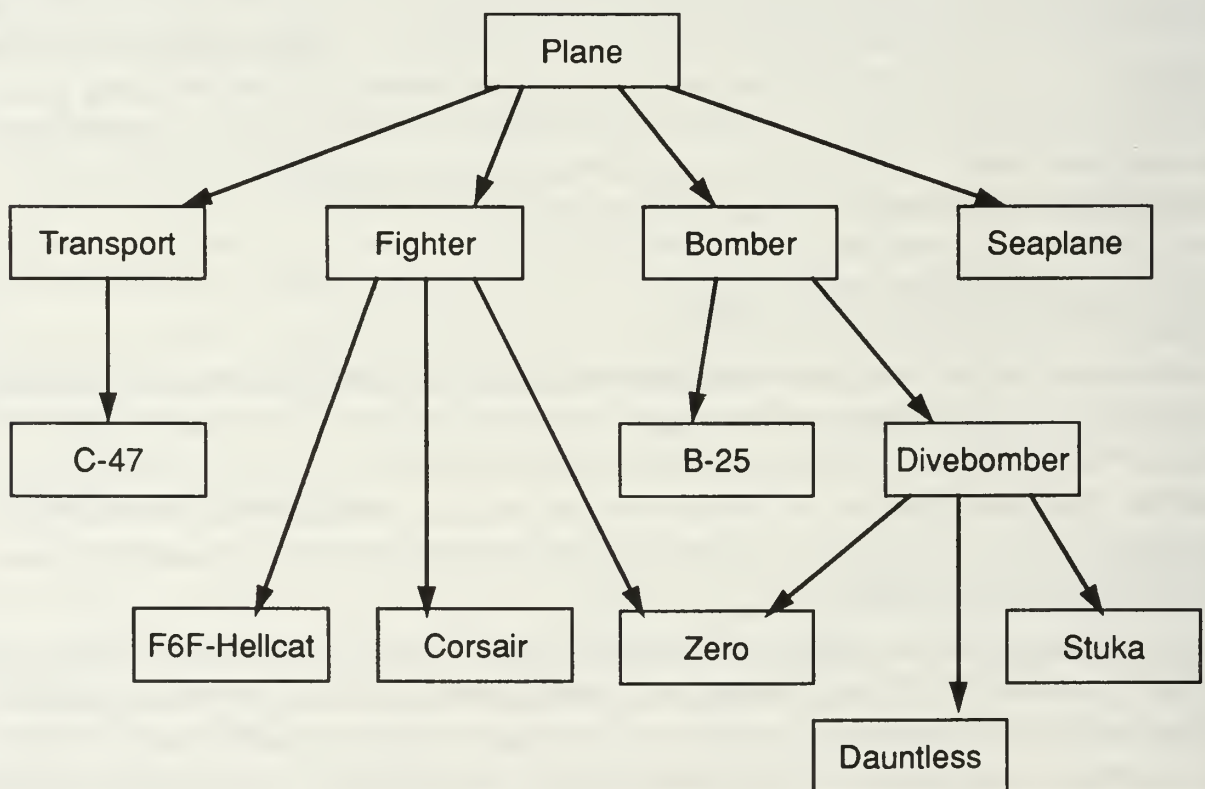 Plane
Transport
Fighter
Bomber
Seaplane
C-47
B-25
Divebomber
F6F-Hellcat
Corsair
Zero
Stuka
Dauntless